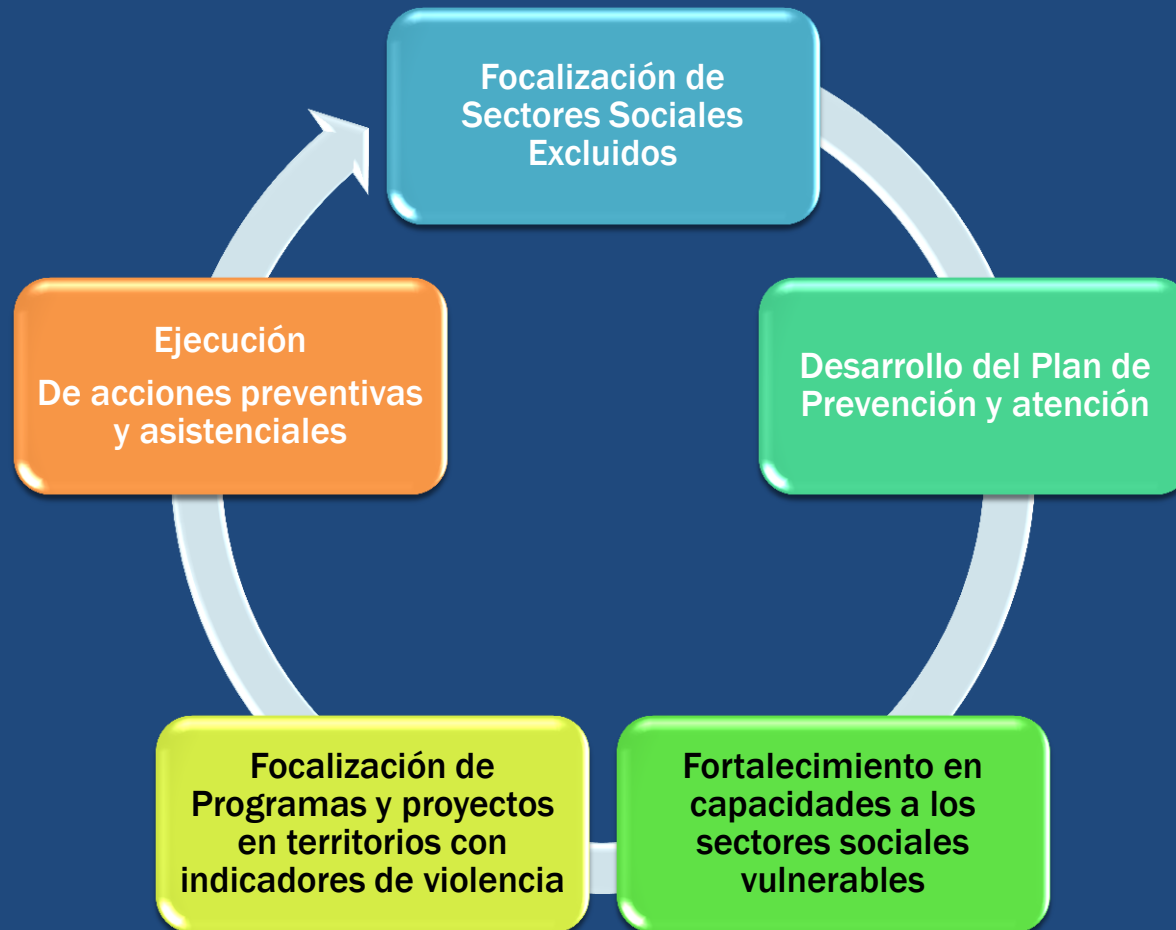 Focalización de
Sectores Sociales
Excluidos
Desarrollo del Plan de
Prevención y atención
Fortalecimiento en
capacidades a los
sectores sociales
vulnerables
Focalización de
Programas y proyectos
en territorios con
indicadores de violencia
Ejecución
De acciones preventivas
y asistenciales